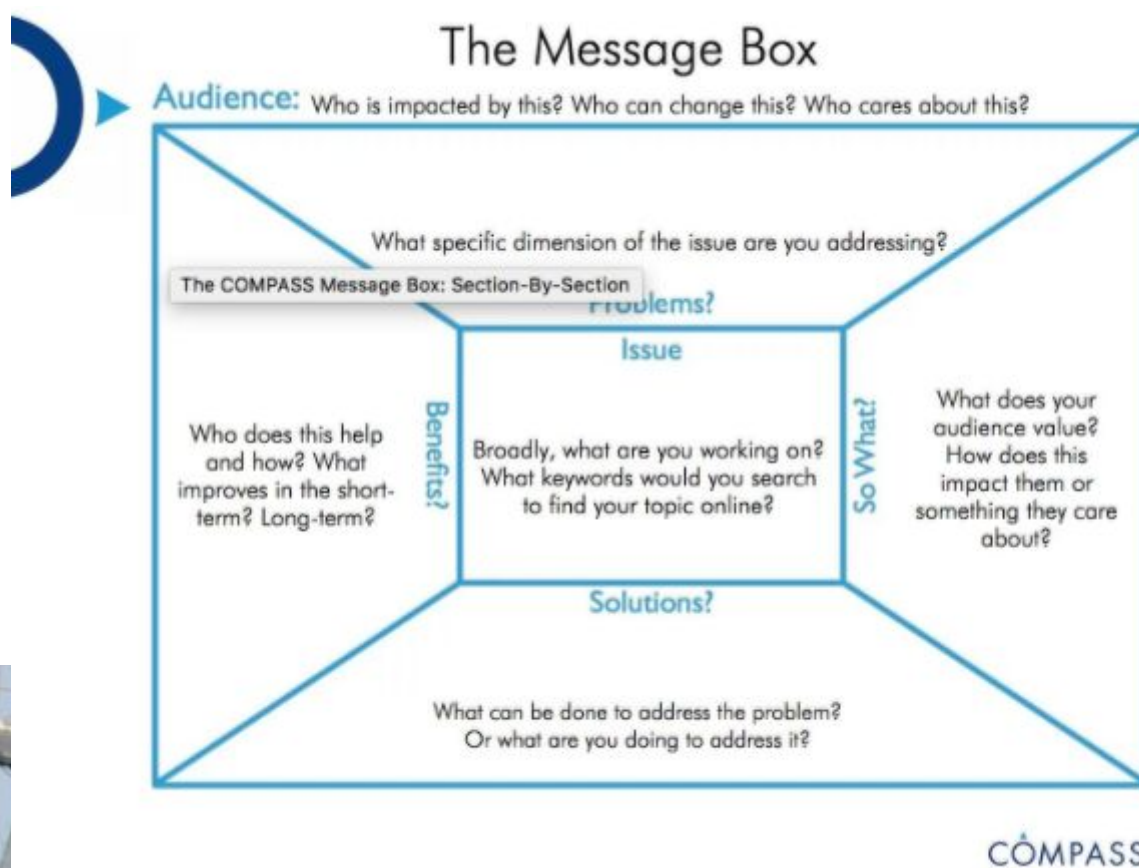 The Message Box
Audience: Who is impacted by this? Who can change this? Who cares about this?
What specific dimension of the issue are you addressing?
The COMPASS Message Box: Section-By-Section
Problems?
Issue
Benefits?
Who does this help
and how? What
improves in the short-
term? Long-term?
Broadly, what are you working on?
What keywords would you search
to find your topic online?
So What?
What does your
audience value?
How does this
impact them or
something they care
about?
Solutions?
What can be done to address the problem?
Or what are you doing to address it?
COMPASS